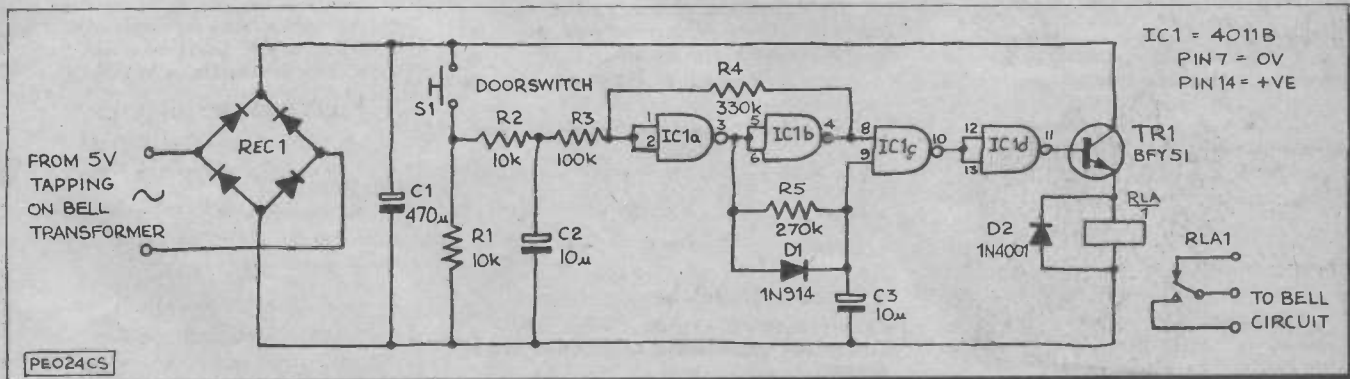 IC1 = 4011B
PIN 7 = 0V
PIN 14 = +VE
FROM 5V
TAPPING
ON BELL
TRANSFORMER
REC1
C1
470μ
S1
DOORSWITCH
R1
10k
R2
10k
C2
10μ
R3
100k
R4
330k
1
2
IC1a
3
5
6
IC1b
4
R5
270k
D1
1N914
C3
10μ
8
9
IC1c
10
12
13
IC1d
11
TR1
BFY51
D2
1N4001
RLA
1
RLA1
TO BELL
CIRCUIT
PE024CS